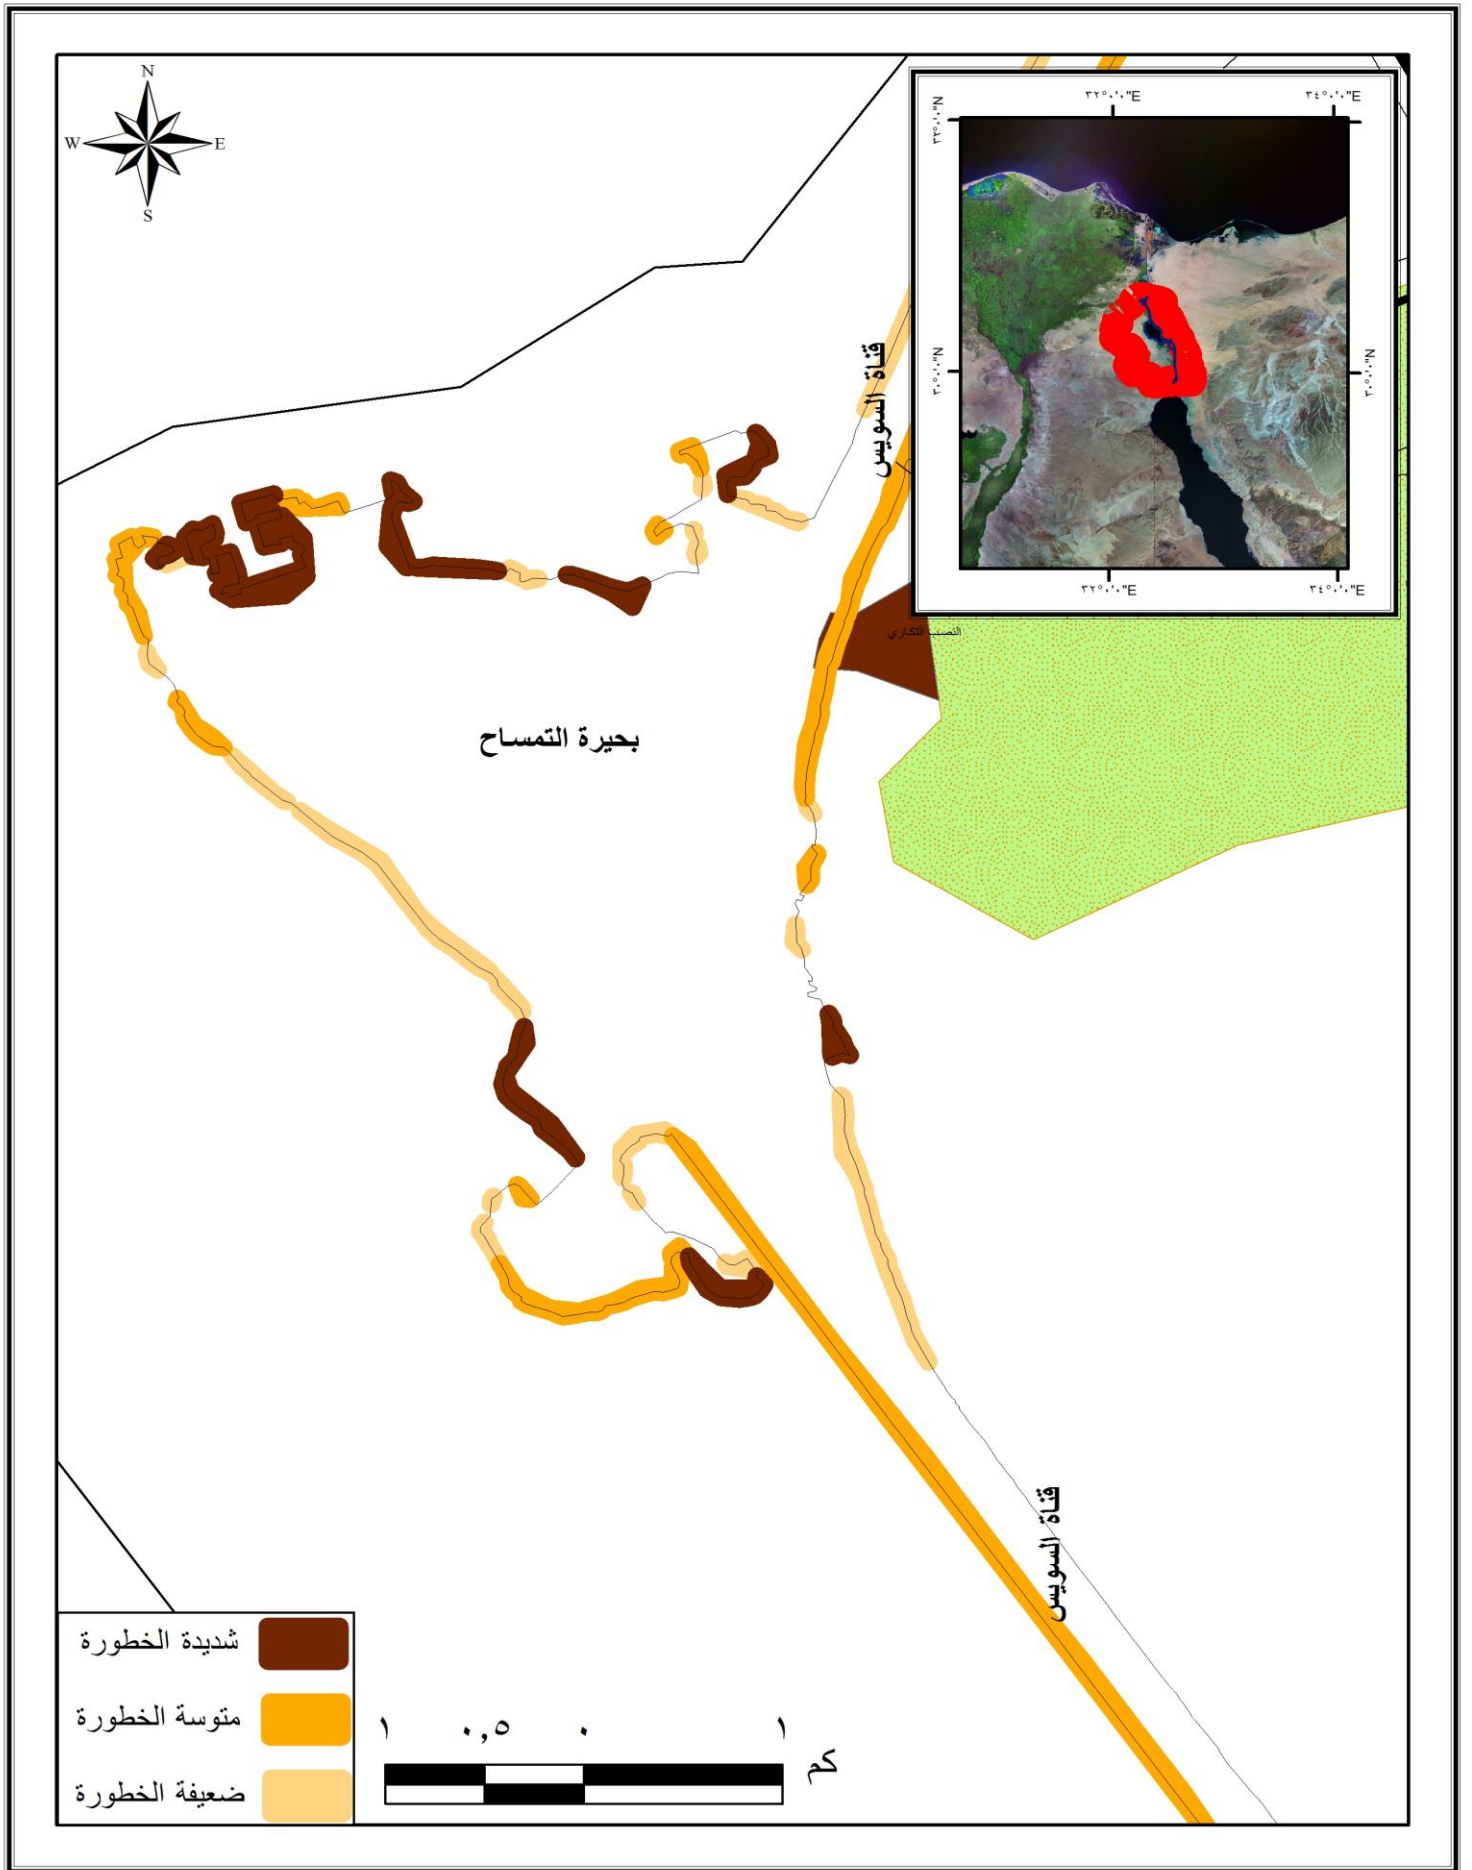 N
W
E
S
٣٢°٠'٠"E
٣٤°٠'٠"E
٣٢°٠'٠"N
٣٠°٠'٠"N
٣٠°٠'٠"N
٣٢°٠'٠"E
٣٤°٠'٠"E
قناة السويس
النصب التكاري
بحيرة التمساح
قناة السويس
شديدة الخطورة
متوسة الخطورة
ضعيفة الخطورة
١ ٠,٥ ٠ ١
كم